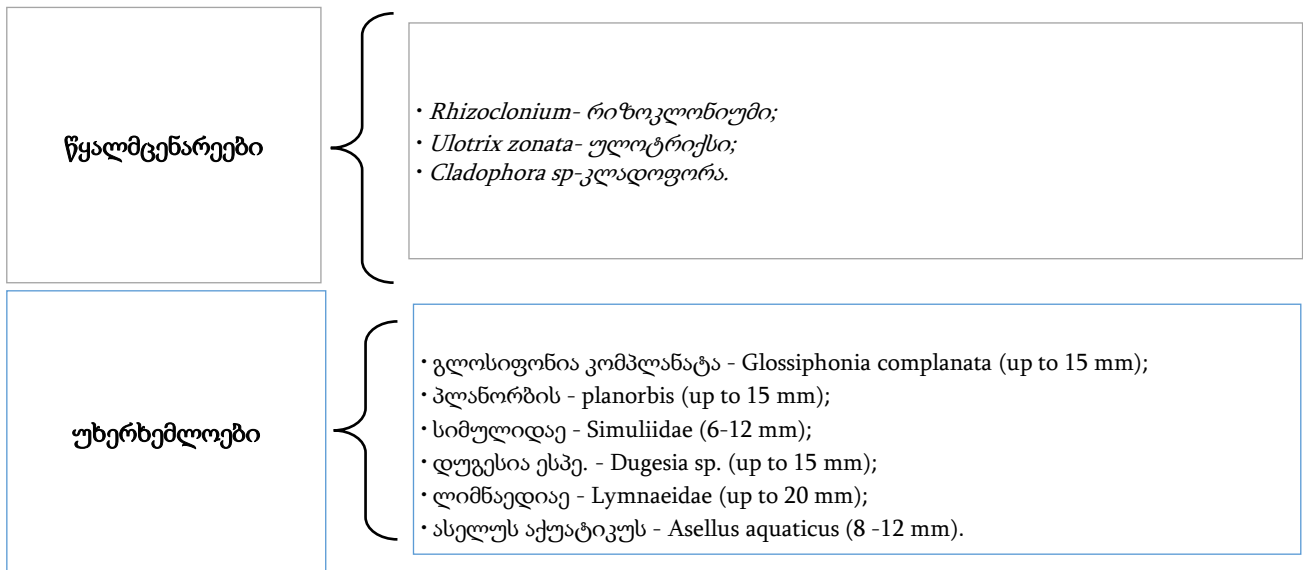 წყალმცენარეები
· Rhizoclonium- რიზოკლონიუმი;
· Ulotrix zonata- ულოტრიქსი;
· Cladophora sp-კლადოფორა.
უხერხემლოები
· გლოსიფონია კომპლანატა - Glossiphonia complanata (up to 15 mm);
· პლანორბის - planorbis (up to 15 mm);
· სიმულიდაე - Simuliidae (6-12 mm);
· დუგესია ესპე. - Dugesia sp. (up to 15 mm);
· ლიმნაედიაე - Lymnaeidae (up to 20 mm);
· ასელუს აქუატიკუს - Asellus aquaticus (8 -12 mm).